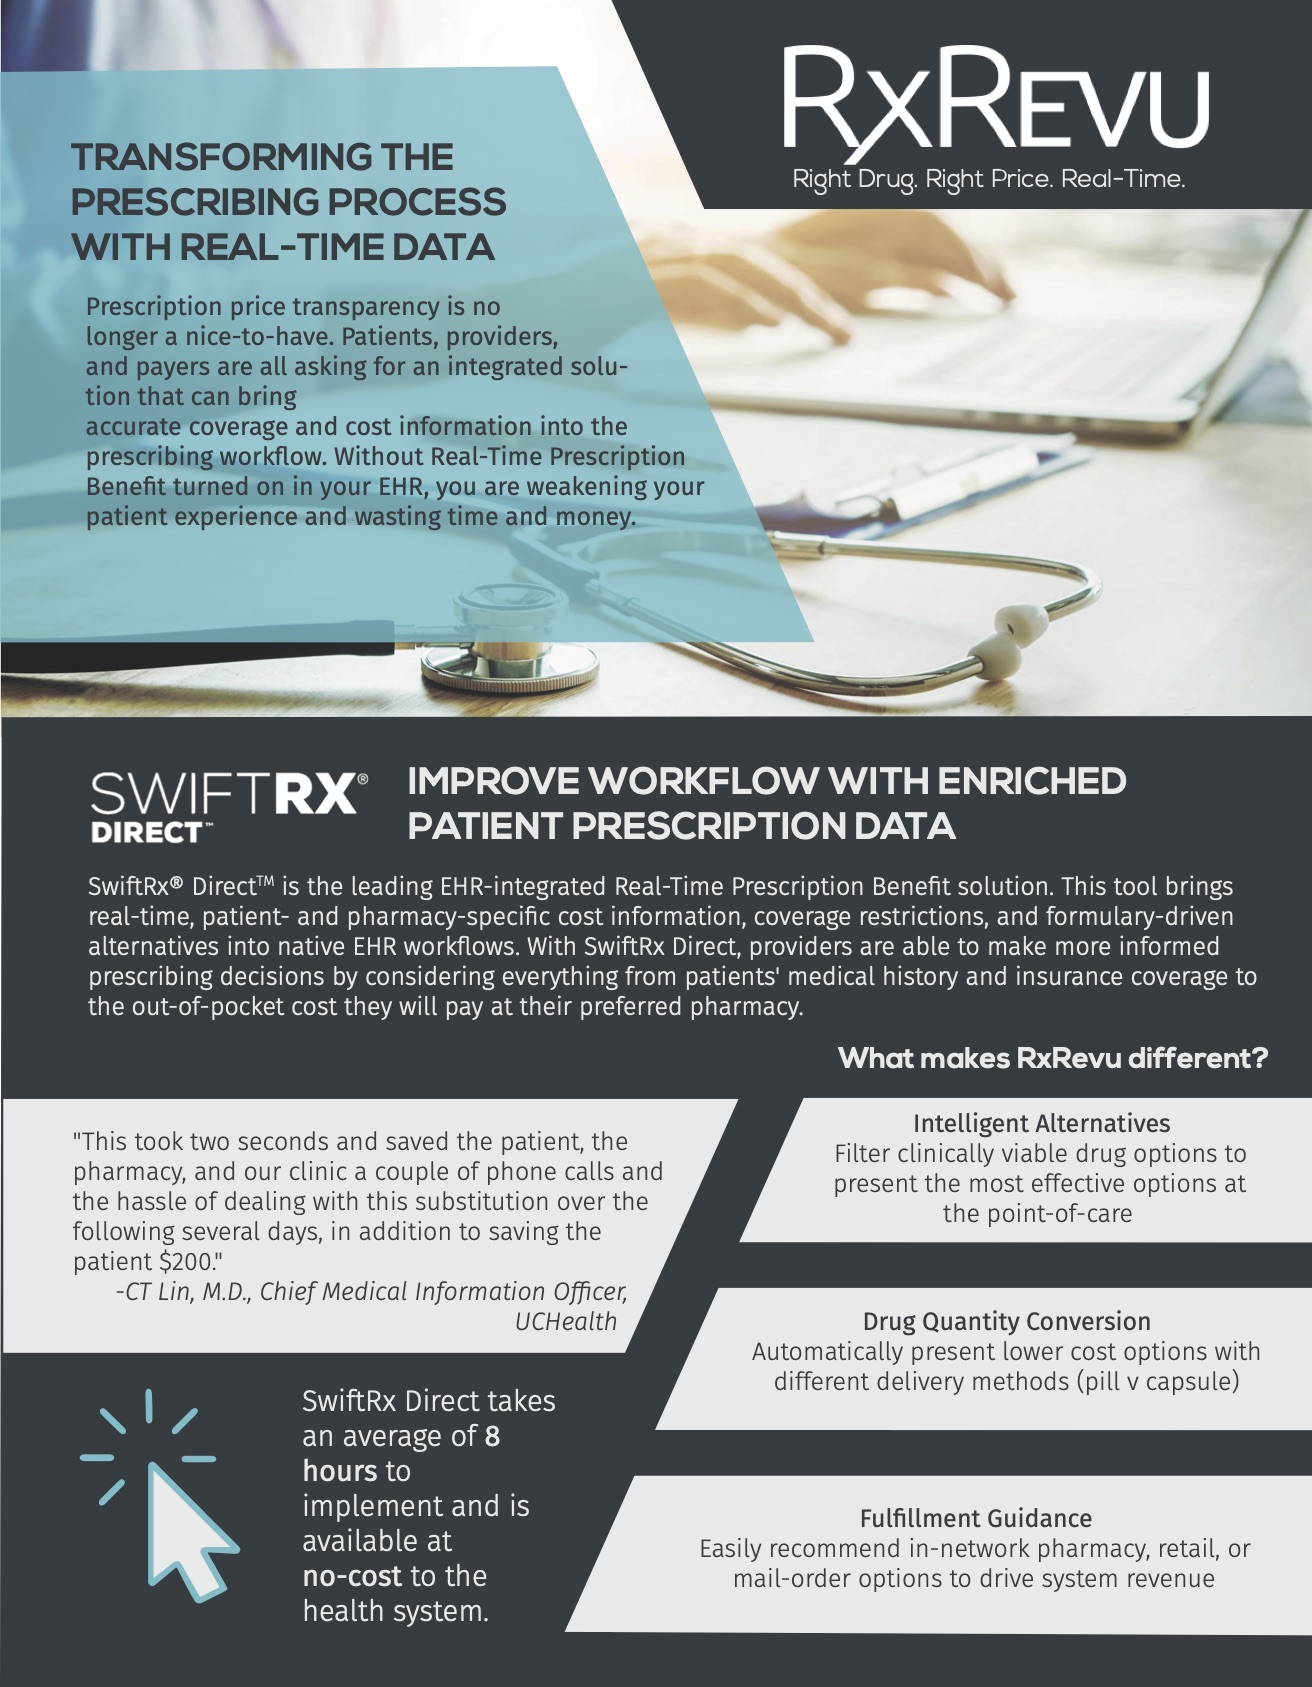 RxRevu
Right Drug. Right Price. Real-Time.
TRANSFORMING THE
PRESCRIBING PROCESS
WITH REAL-TIME DATA
Prescription price transparency is no
longer a nice-to-have. Patients, providers,
and payers are all asking for an integrated solu-
tion that can bring
accurate coverage and cost information into the
prescribing workflow. Without Real-Time Prescription
Benefit turned on in your EHR, you are weakening your
patient experience and wasting time and money.
SWIFTRX®
DIRECT™
IMPROVE WORKFLOW WITH ENRICHED
PATIENT PRESCRIPTION DATA
SwiftRx® Direct™ is the leading EHR-integrated Real-Time Prescription Benefit solution. This tool brings
real-time, patient- and pharmacy-specific cost information, coverage restrictions, and formulary-driven
alternatives into native EHR workflows. With SwiftRx Direct, providers are able to make more informed
prescribing decisions by considering everything from patients' medical history and insurance coverage to
the out-of-pocket cost they will pay at their preferred pharmacy.
"This took two seconds and saved the patient, the
pharmacy, and our clinic a couple of phone calls and
the hassle of dealing with this substitution over the
following several days, in addition to saving the
patient $200."
-CT Lin, M.D., Chief Medical Information Officer,
UCHealth
SwiftRx Direct takes
an average of 8
hours to
implement and is
available at
no-cost to the
health system.
What makes RxRevu different?
Intelligent Alternatives
Filter clinically viable drug options to
present the most effective options at
the point-of-care
Drug Quantity Conversion
Automatically present lower cost options with
different delivery methods (pill v capsule)
Fulfillment Guidance
Easily recommend in-network pharmacy, retail, or
mail-order options to drive system revenue